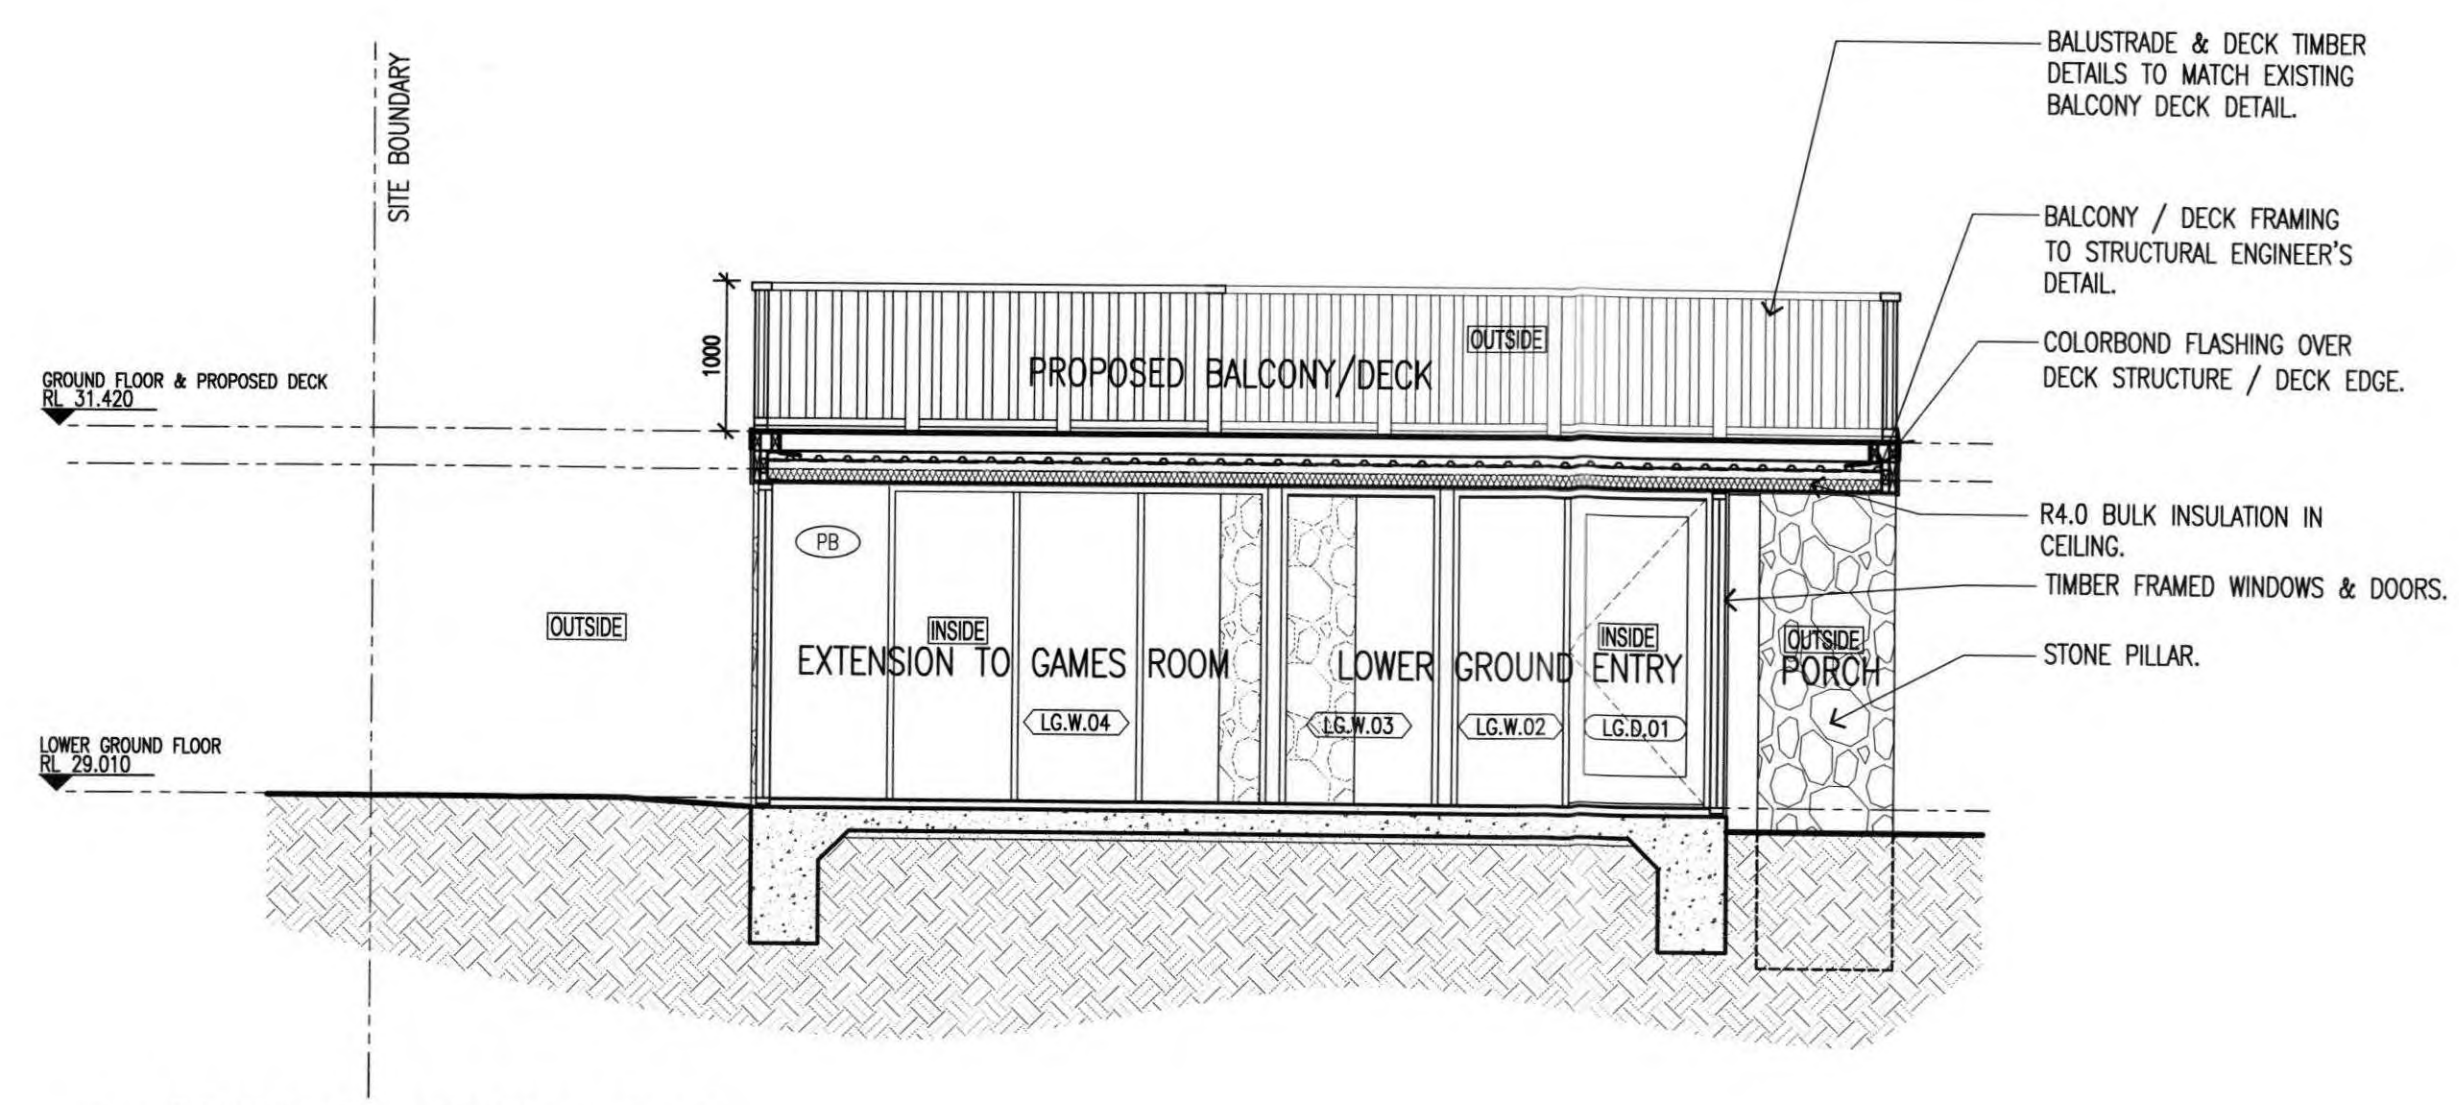 SITE BOUNDARY
BALUSTRADE & DECK TIMBER
DETAILS TO MATCH EXISTING
BALCONY DECK DETAIL.
BALCONY / DECK FRAMING
TO STRUCTURAL ENGINEER'S
DETAIL.
COLORBOND FLASHING OVER
DECK STRUCTURE / DECK EDGE.
1000
OUTSIDE
PROPOSED BALCONY/DECK
GROUND FLOOR & PROPOSED DECK
RL 31.420
R4.0 BULK INSULATION IN
CEILING.
TIMBER FRAMED WINDOWS & DOORS.
STONE PILLAR.
PB
OUTSIDE
INSIDE
EXTENSION TO GAMES ROOM
INSIDE
LOWER GROUND ENTRY
OUTSIDE
PORCH
LG.W.04
LG.W.03
LG.W.02
LG.D.01
LOWER GROUND FLOOR
RL 29.010